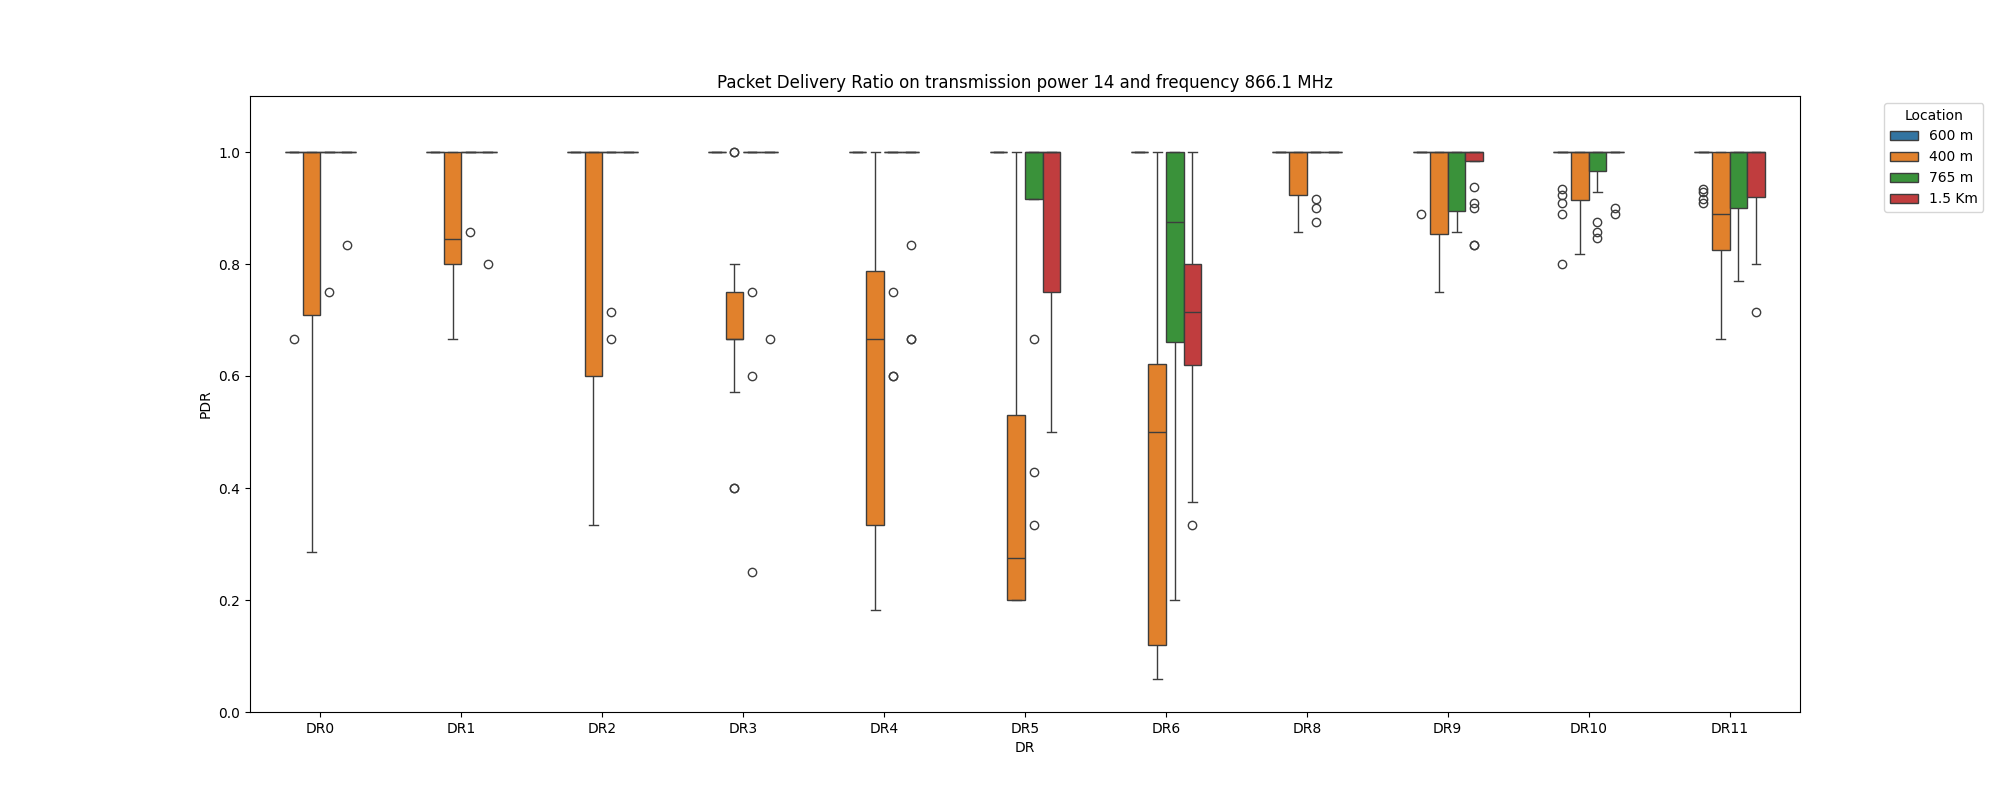 Packet Delivery Ratio on transmission power 14 and frequency 866.1 MHz
Location
600 m
400 m
765 m
1.5 Km
1.0
0.8
0.6
0.4
0.2
0.0
PDR
DR0 DR1 DR2 DR3 DR4 DR5 DR6 DR8 DR9 DR10 DR11
DR